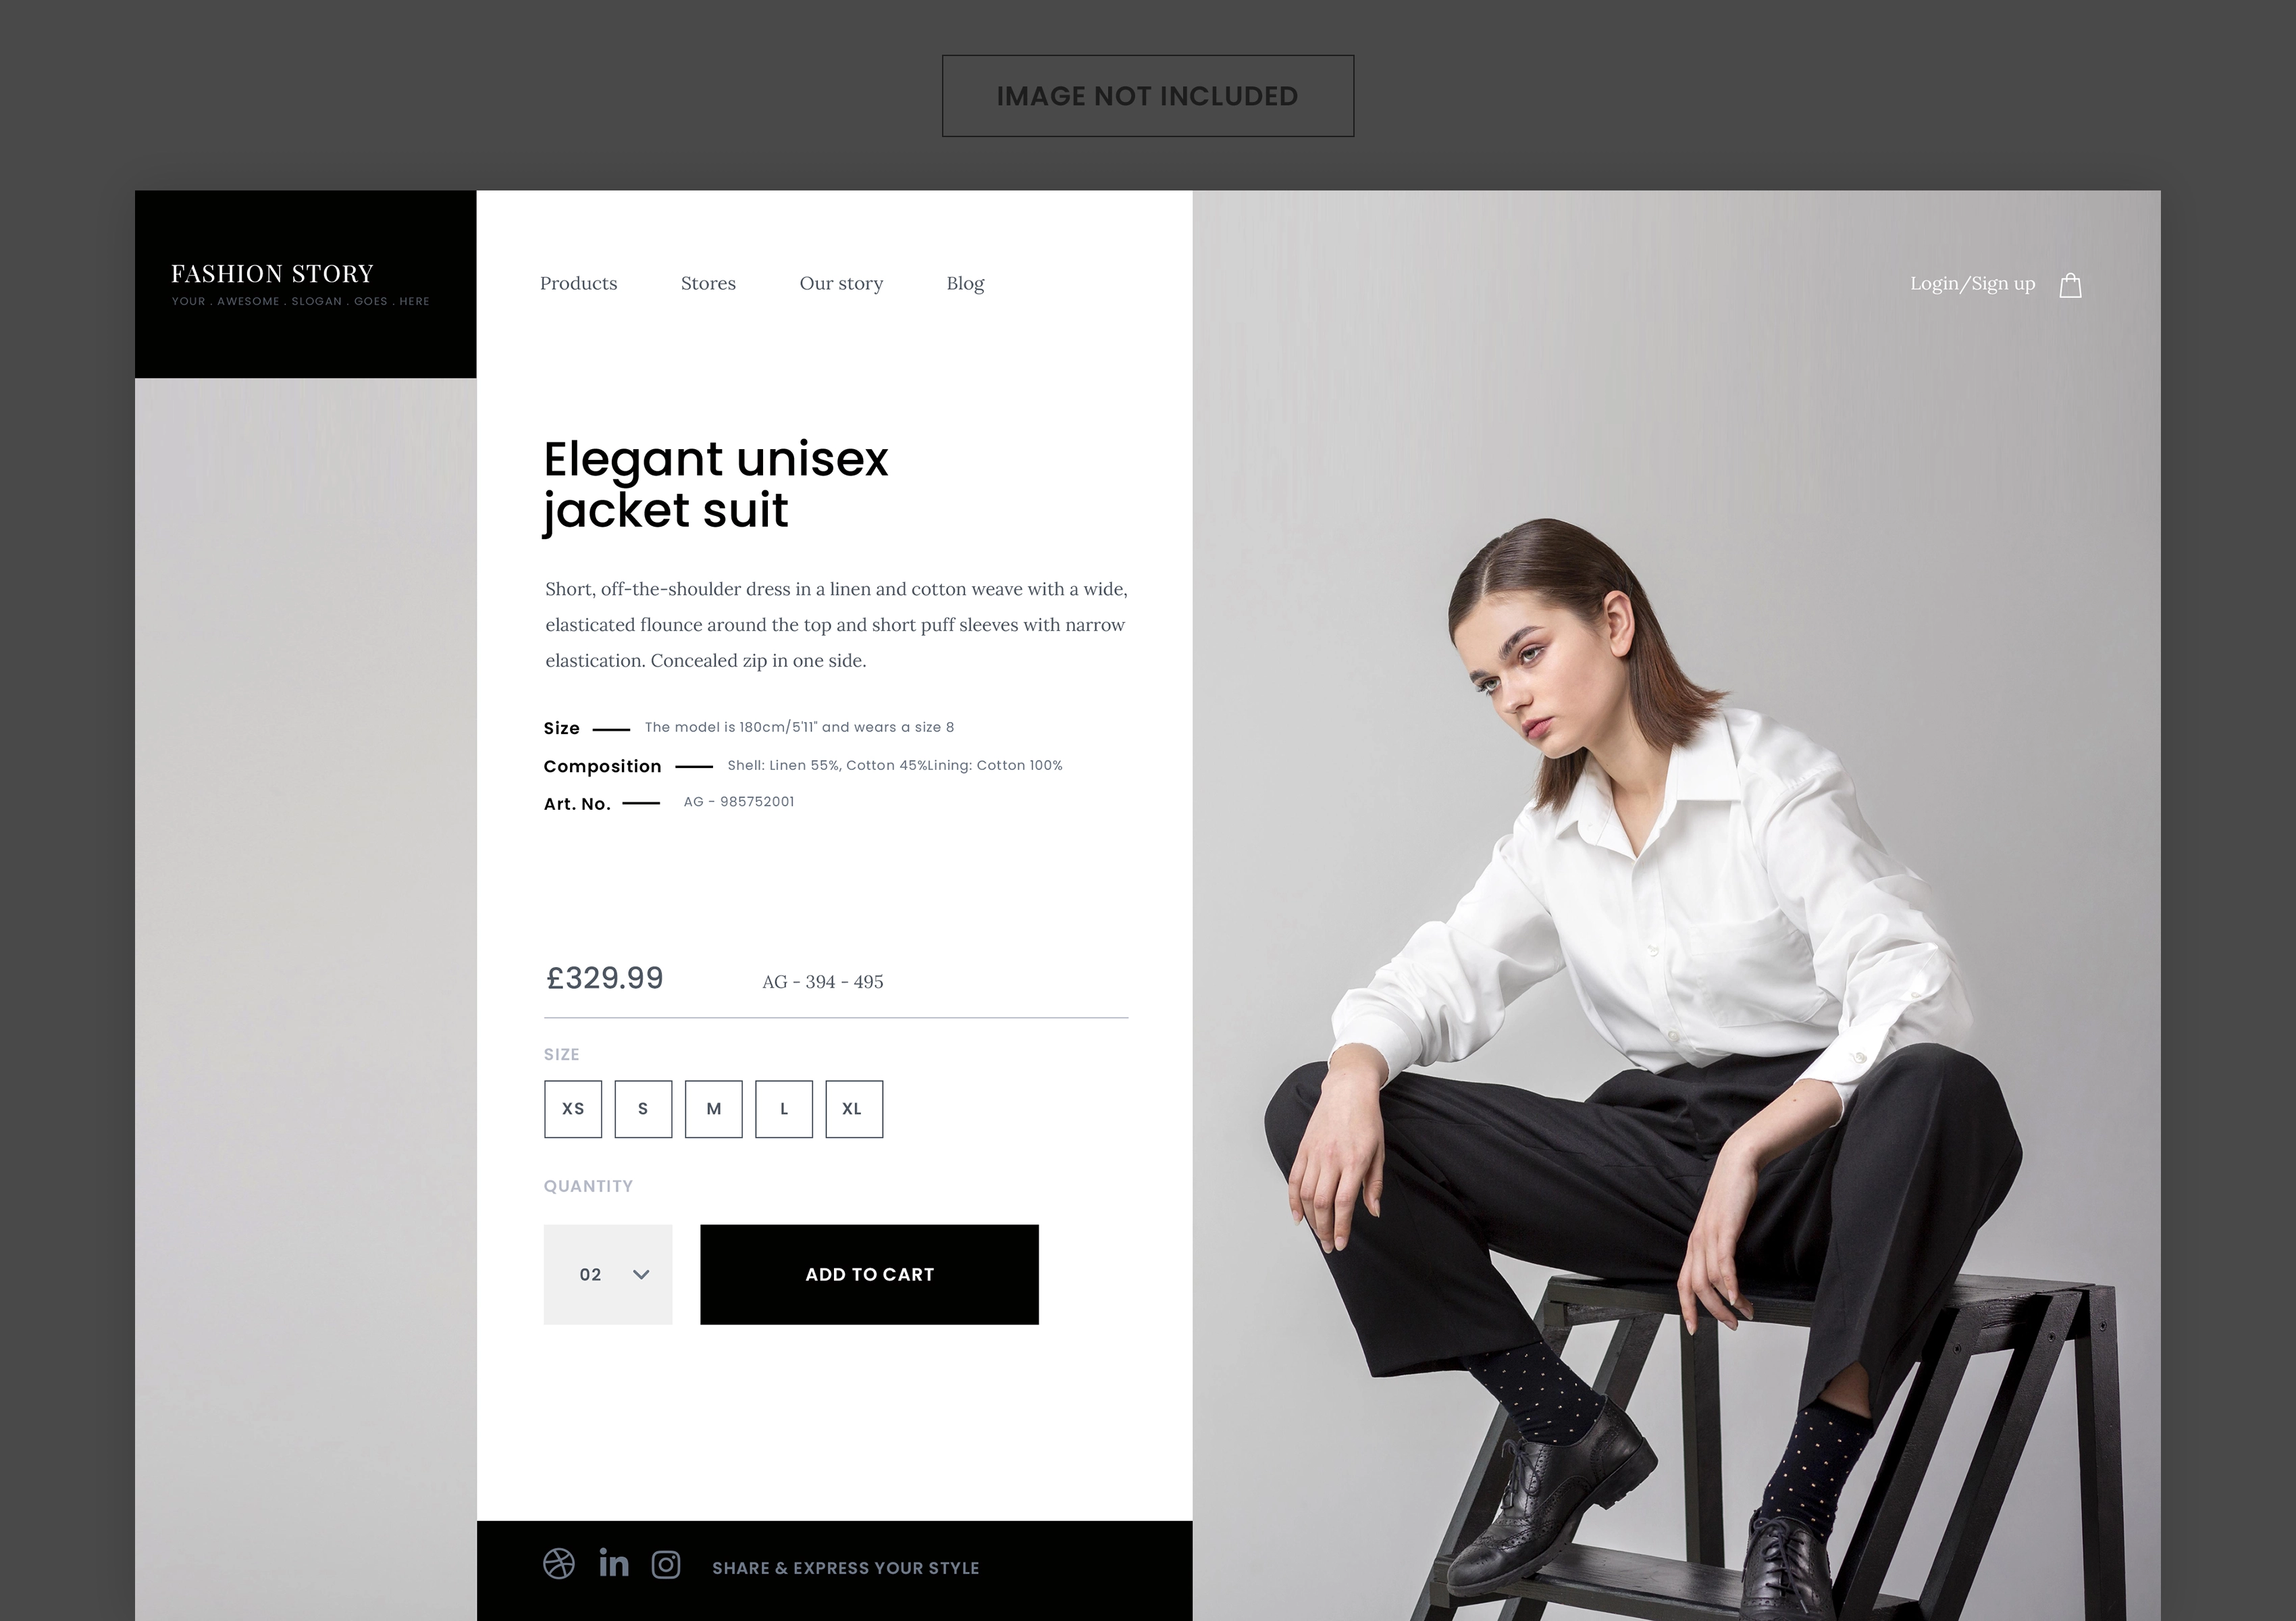 IMAGE NOT INCLUDED
FASHION STORY
YOUR . AWESOME . SLOGAN . GOES . HERE
Products Stores Our story Blog
Login/Sign up
Elegant unisex
jacket suit
Short, off-the-shoulder dress in a linen and cotton weave with a wide,
elasticated flounce around the top and short puff sleeves with narrow
elastication. Concealed zip in one side.
Size The model is 180cm/5'11" and wears a size 8
Composition Shell: Linen 55%, Cotton 45%Lining: Cotton 100%
Art. No. AG - 985752001
£329.99 AG - 394 - 495
SIZE
XS S M L XL
QUANTITY
02 ADD TO CART
in SHARE & EXPRESS YOUR STYLE